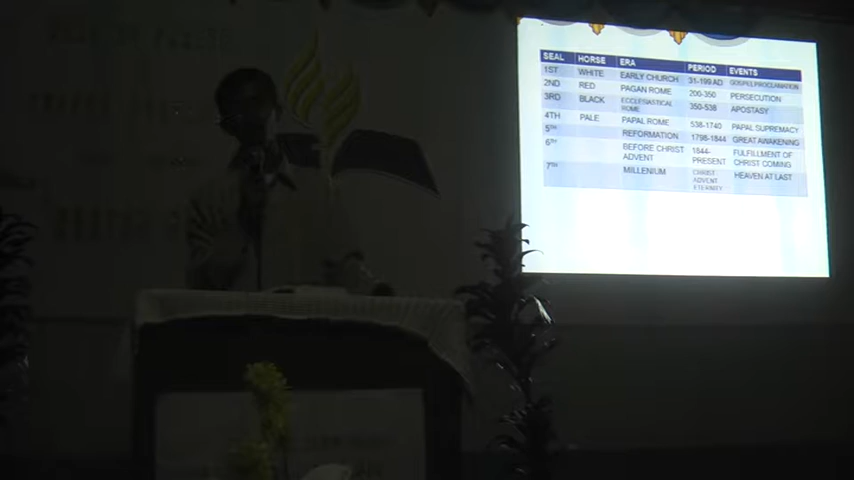 SEAL HORSE ERA PERIOD EVENTS
1ST WHITE EARLY CHURCH 31-199 AD GOSPEL PROCLAMATION
2ND RED PAGAN ROME 200-350 PERSECUTION
3RD BLACK ECCLESIASTICAL ROME 350-538 APOSTASY
4TH PALE PAPAL ROME 538-1740 PAPAL SUPREMACY
5TH REFORMATION 1798-1844 GREAT AWAKENING
6TH BEFORE CHRIST ADVENT 1844-PRESENT FULFILLMENT OF CHRIST COMING
7TH MILLENIUM CHRIST ADVENT ETERNITY HEAVEN AT LAST